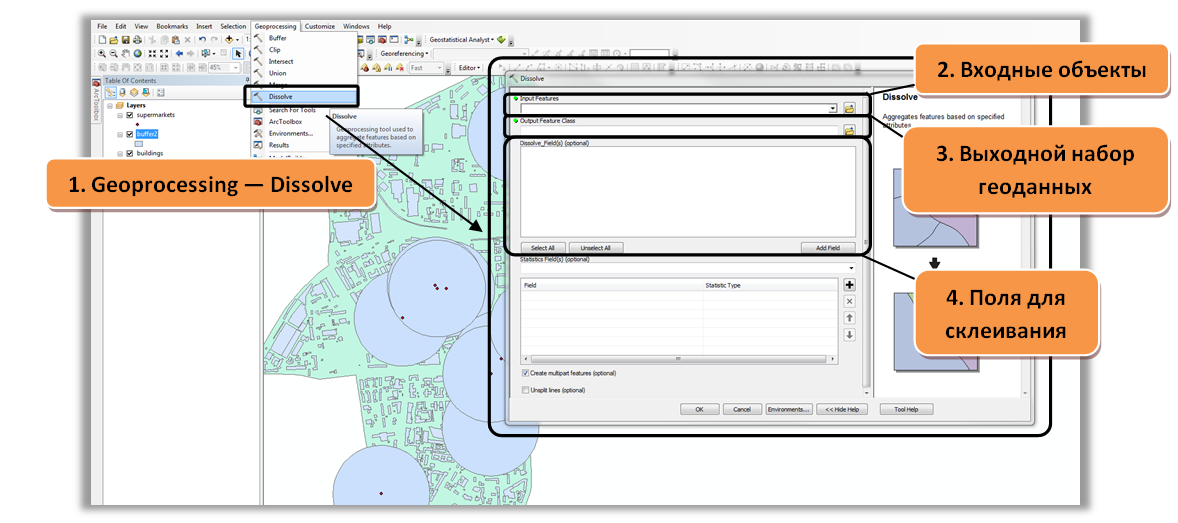 File Edit View Bookmarks Insert Selection Geoprocessing Customize Windows Help
Buffer
Clip
Intersect
Union
Merge
Dissolve
Search For Tools
ArcToolbox
Environments...
Results
Geostatistical Analyst
Georeferencing
45%
Fast
Editor
Table Of Contents
ArcToolbox
Layers
supermarkets
buffer2
buildings
Dissolve
Geoprocessing tool used to
aggregate features based on
specified attributes.
1. Geoprocessing — Dissolve
Dissolve
Input Features
Output Feature Class
Dissolve_Field(s) (optional)
Select All Unselect All Add Field
Statistics Field(s) (optional)
Field Statistic Type
Create multipart features (optional)
Unsplit lines (optional)
OK Cancel Environments... << Hide Help Tool Help
Dissolve
Aggregates features based on specified
attributes
2. Входные объекты
3. Выходной набор
геоданных
4. Поля для
склеивания